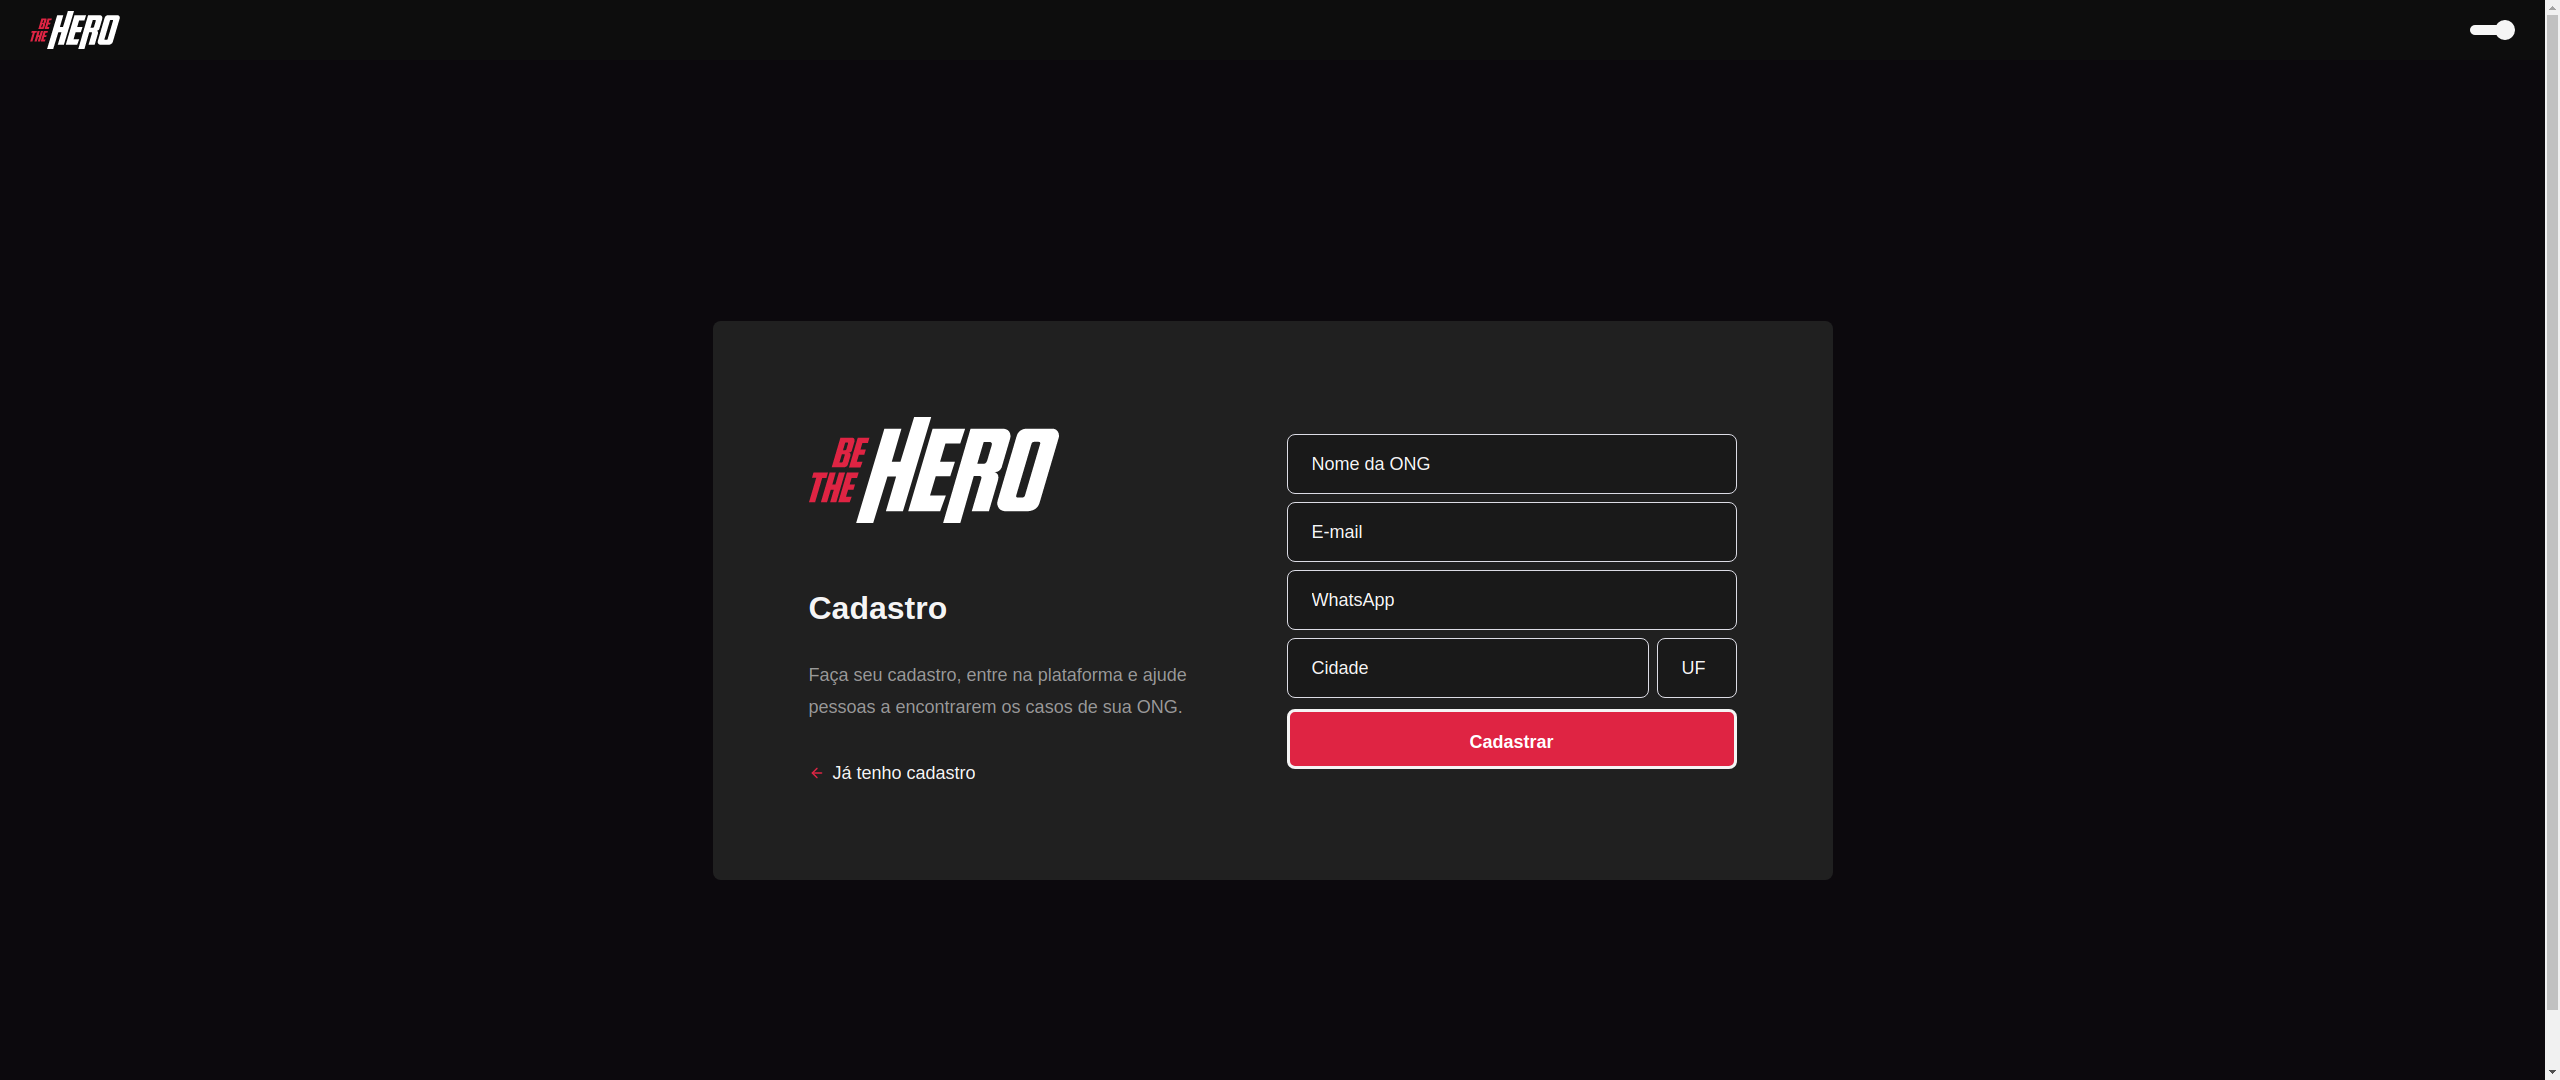 BE
THE HERO
BE
THE HERO
Cadastro
Faça seu cadastro, entre na plataforma e ajude
pessoas a encontrarem os casos de sua ONG.
Já tenho cadastro
Nome da ONG
E-mail
WhatsApp
Cidade UF
Cadastrar